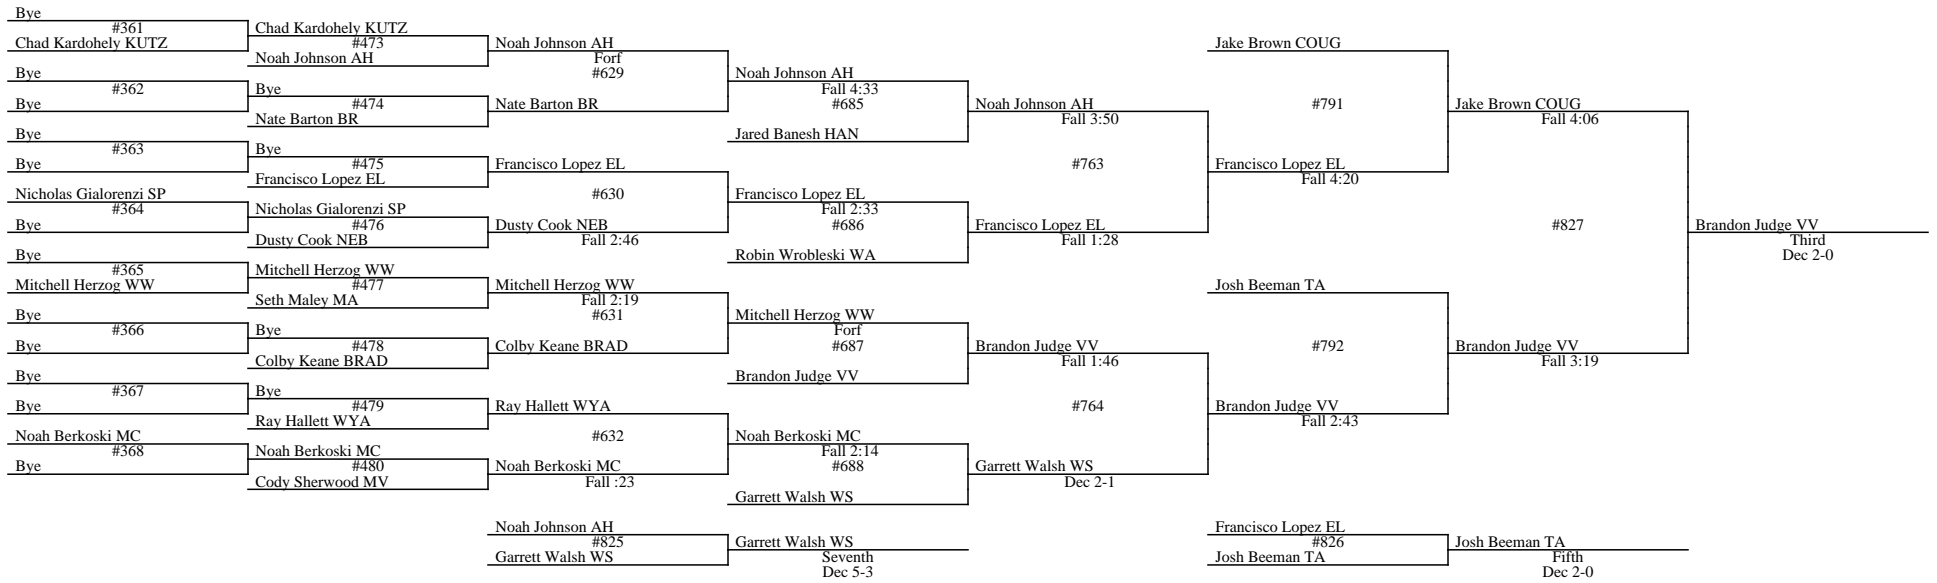 Bye
#361
Chad Kardohely KUTZ
Bye
#362
Bye
Bye
#363
Bye
Nicholas Gialorenzi SP
#364
Bye
Bye
#365
Mitchell Herzog WW
Bye
#366
Bye
Bye
#367
Bye
Noah Berkoski MC
#368
Bye
Chad Kardohely KUTZ
#473
Noah Johnson AH
Bye
#474
Nate Barton BR
Bye
#475
Francisco Lopez EL
Nicholas Gialorenzi SP
#476
Dusty Cook NEB
Mitchell Herzog WW
#477
Seth Maley MA
Bye
#478
Colby Keane BRAD
Bye
#479
Ray Hallett WYA
Noah Berkoski MC
#480
Cody Sherwood MV
Noah Johnson AH
Forf
#629
Nate Barton BR
Francisco Lopez EL
#630
Dusty Cook NEB
Fall 2:46
Mitchell Herzog WW
Fall 2:19
#631
Colby Keane BRAD
Ray Hallett WYA
#632
Noah Berkoski MC
Fall :23
Noah Johnson AH
Fall 4:33
#685
Jared Banesh HAN
Francisco Lopez EL
Fall 2:33
#686
Robin Wrobleski WA
Mitchell Herzog WW
Forf
#687
Brandon Judge VV
Noah Berkoski MC
Fall 2:14
#688
Garrett Walsh WS
Noah Johnson AH
Fall 3:50
#763
Francisco Lopez EL
Fall 1:28
Brandon Judge VV
Fall 1:46
#764
Garrett Walsh WS
Dec 2-1
Jake Brown COUG
#791
Francisco Lopez EL
Fall 4:20
Josh Beeman TA
#792
Brandon Judge VV
Fall 2:43
Jake Brown COUG
Fall 4:06
#827
Brandon Judge VV
Fall 3:19
Brandon Judge VV
Third
Dec 2-0
Noah Johnson AH
#825
Garrett Walsh WS
Garrett Walsh WS
Seventh
Dec 5-3
Francisco Lopez EL
#826
Josh Beeman TA
Josh Beeman TA
Fifth
Dec 2-0